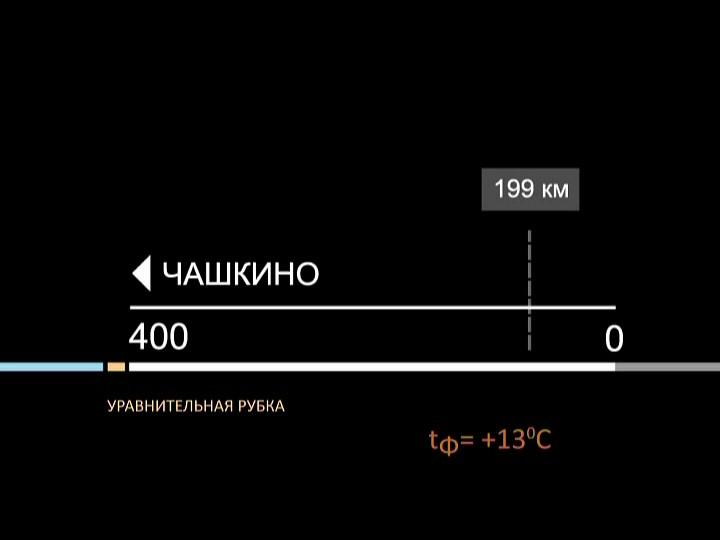 199 км
ЧАШКИНО
400 0
УРАВНИТЕЛЬНАЯ РУБКА
tФ= +13⁰C